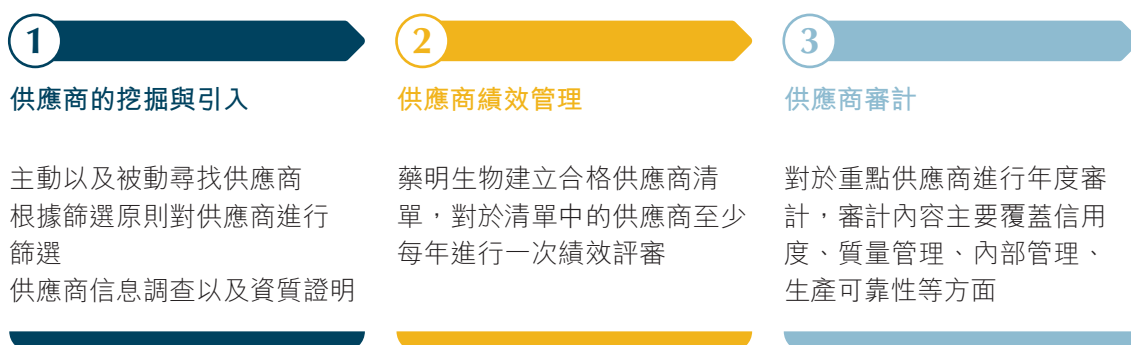 1
供應商的挖掘與引入
主動以及被動尋找供應商
根據篩選原則對供應商進行
篩選
供應商信息調查以及資質證明
2
供應商績效管理
藥明生物建立合格供應商清
單，對於清單中的供應商至少
每年進行一次績效評審
3
供應商審計
對於重點供應商進行年度審
計，審計內容主要覆蓋信用
度、質量管理、內部管理、
生產可靠性等方面